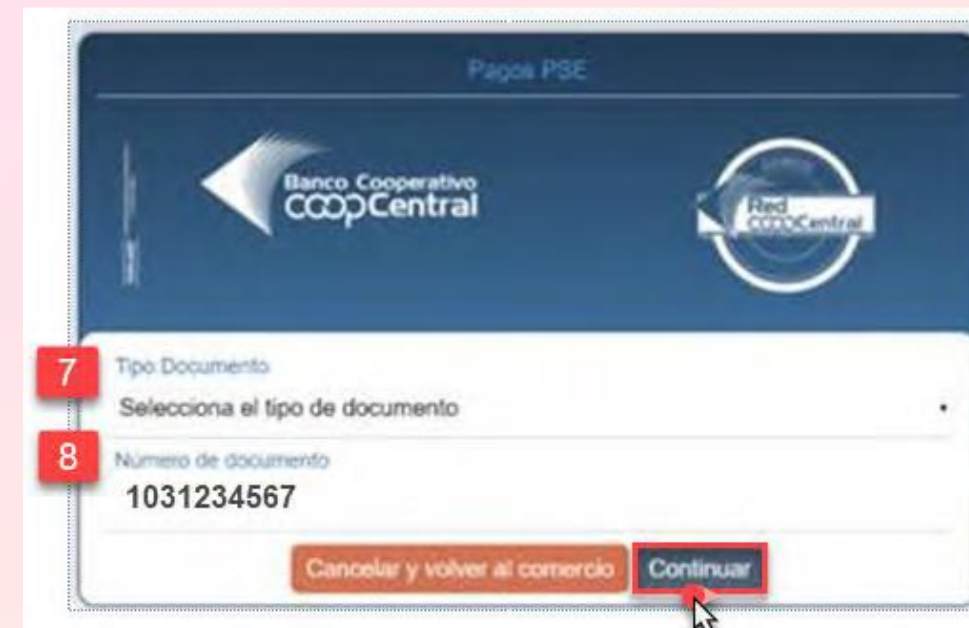 Pagos PSE
Banco Cooperativo
coopCentral
Red
coopCentral
7
Tipo Documento
Selecciona el tipo de documento
8
Número de documento
1031234567
Cancelar y volver al comercio
Continuar